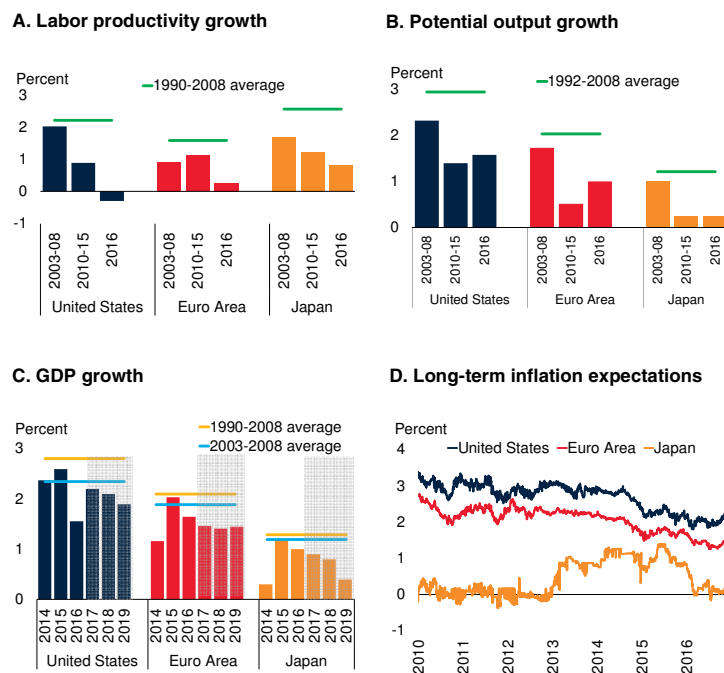 A. Labor productivity growth
Percent
1990-2008 average
3
2
1
0
-1
2003-08
2010-15
2016
2003-08
2010-15
2016
2003-08
2010-15
2016
United States
Euro Area
Japan
B. Potential output growth
Percent
1992-2008 average
3
2
1
0
2003-08
2010-15
2016
2003-08
2010-15
2016
2003-08
2010-15
2016
United States
Euro Area
Japan
C. GDP growth
Percent
1990-2008 average
2003-2008 average
3
2
1
0
2014
2015
2016
2017
2018
2019
2014
2015
2016
2017
2018
2019
2014
2015
2016
2017
2018
2019
United States
Euro Area
Japan
D. Long-term inflation expectations
Percent
United States Euro Area Japan
4
3
2
1
0
-1
2010
2011
2012
2013
2014
2015
2016